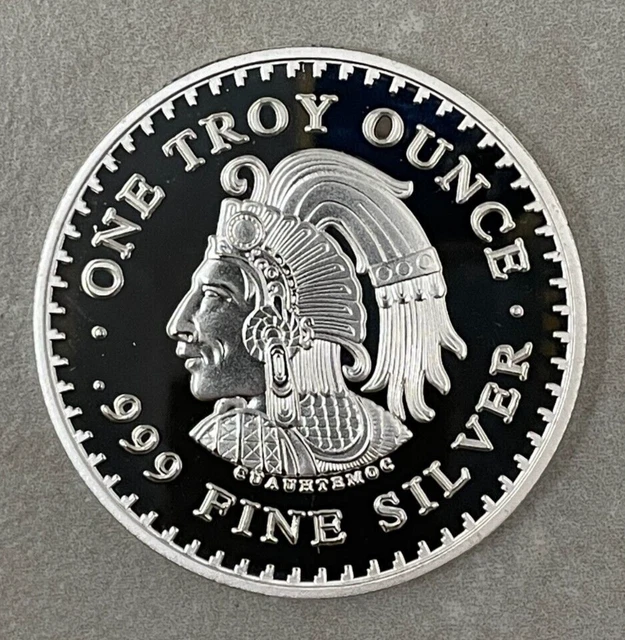 ONE TROY OUNCE
CUAUHTEMOC
.999 FINE SILVER